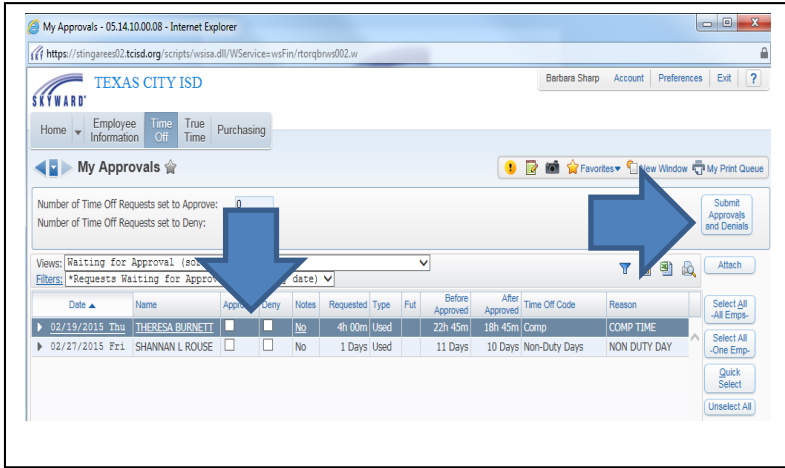 My Approvals - 05.14.10.00.08 - Internet Explorer
https://stingarees02.tcisd.org/scripts/wsisa.dll/WService=wsFin/rtorqbrws002.w
SKYWARD TEXAS CITY ISD Barbara Sharp Account Preferences Exit ?
Home Employee Information Time Off True Time Purchasing
My Approvals Favorites New Window My Print Queue
Number of Time Off Requests set to Approve: 0
Number of Time Off Requests set to Deny:
Submit Approvals and Denials
Views: Waiting for Approval
Filters: *Requests Waiting for date)
Attach
Date Name Deny Notes Requested Type Fut Before Approved After Approved Time Off Code Reason
02/19/2015 Thu THERESA BURNETT No 4h 00m Used 22h 45m 18h 45m Comp COMP TIME
02/27/2015 Fri SHANNAN L ROUSE No 1 Days Used 11 Days 10 Days Non-Duty Days NON DUTY DAY
Select All -All Emps-
Select All -One Emp-
Quick Select
Unselect All